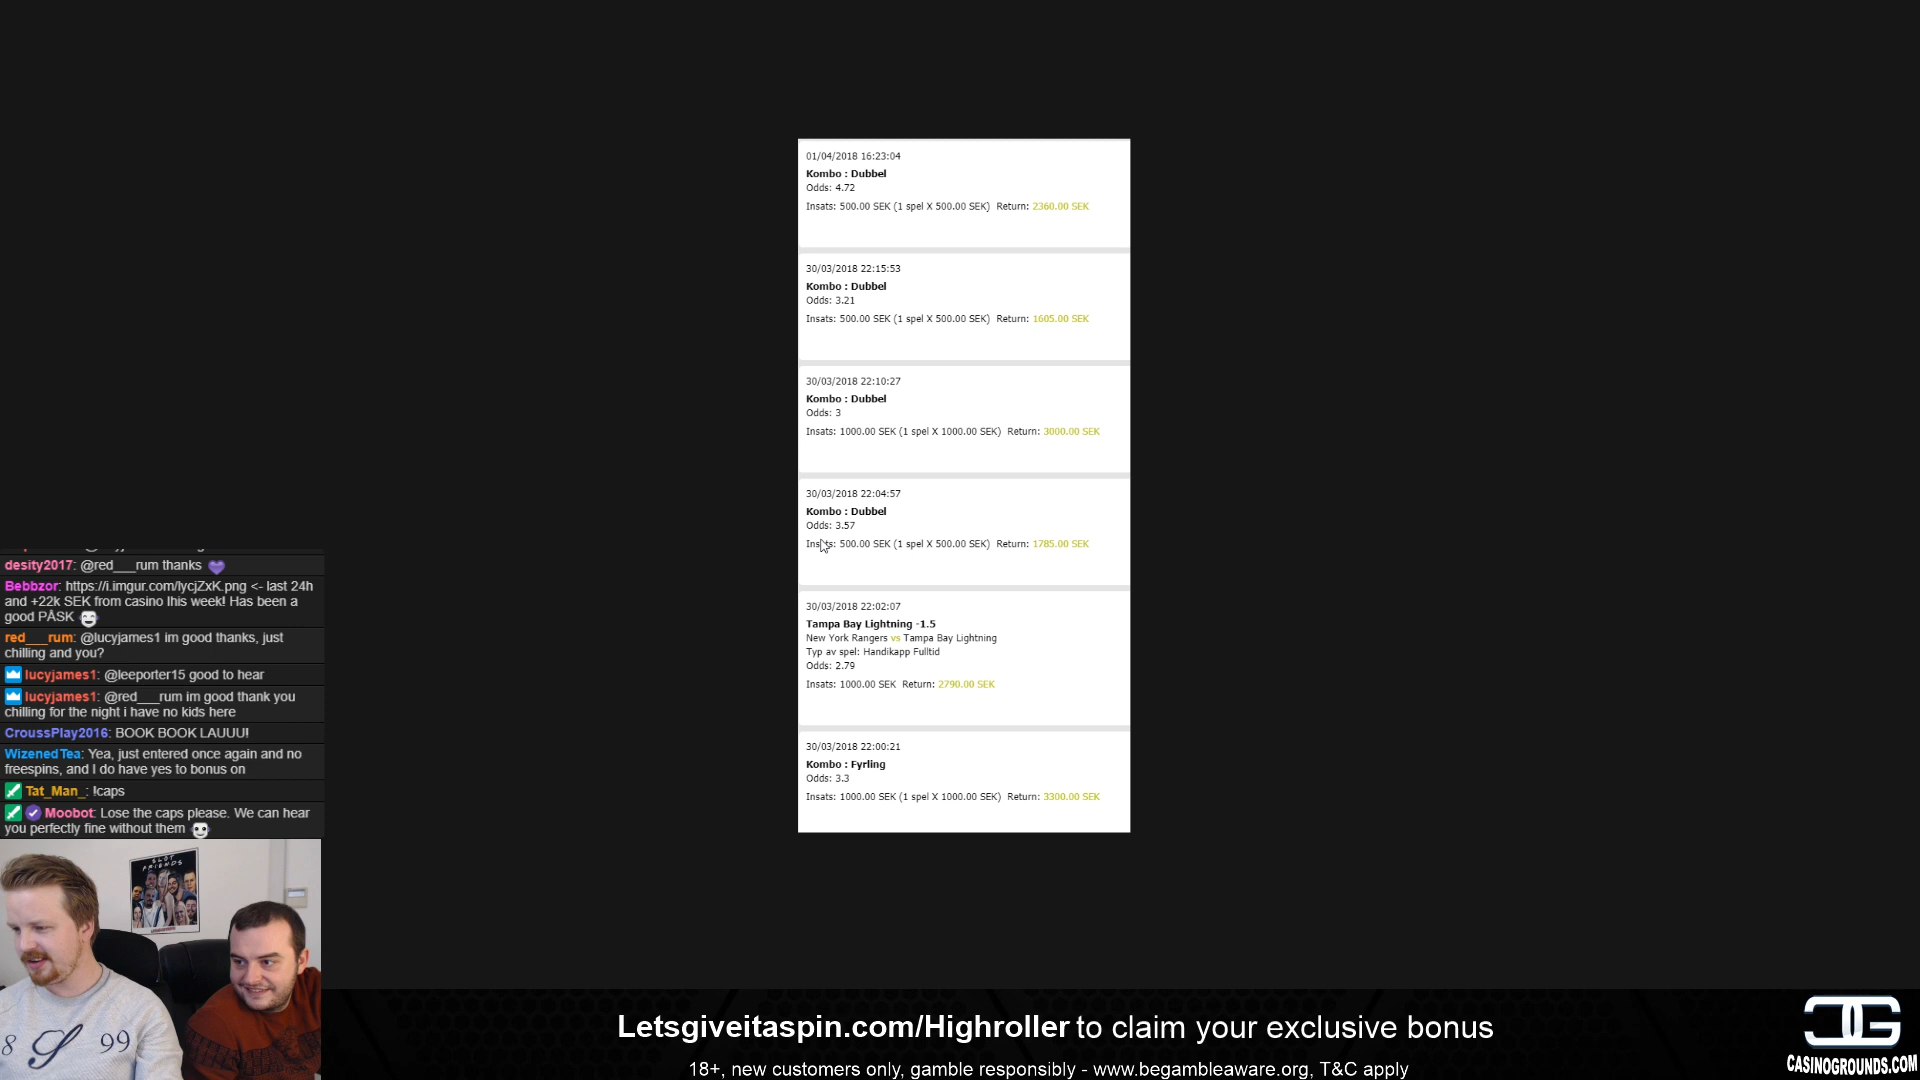 01/04/2018 16:23:04
Kombo : Dubbel
Odds: 4.72
Insats: 500.00 SEK (1 spel X 500.00 SEK) Return: 2360.00 SEK
30/03/2018 22:15:53
Kombo : Dubbel
Odds: 3.21
Insats: 500.00 SEK (1 spel X 500.00 SEK) Return: 1605.00 SEK
30/03/2018 22:10:27
Kombo : Dubbel
Odds: 3
Insats: 1000.00 SEK (1 spel X 1000.00 SEK) Return: 3000.00 SEK
30/03/2018 22:04:57
Kombo : Dubbel
Odds: 3.57
Insats: 500.00 SEK (1 spel X 500.00 SEK) Return: 1785.00 SEK
30/03/2018 22:02:07
Tampa Bay Lightning -1.5
New York Rangers vs Tampa Bay Lightning
Typ av spel: Handikapp Fulltid
Odds: 2.79
Insats: 1000.00 SEK Return: 2790.00 SEK
30/03/2018 22:00:21
Kombo : Fyrling
Odds: 3.3
Insats: 1000.00 SEK (1 spel X 1000.00 SEK) Return: 3300.00 SEK
desity2017: @red___rum thanks
Bebbzor: https://i.imgur.com/lycjZxK.png <- last 24h
and +22k SEK from casino lhis week! Has been a
good PÅSK
red___rum: @lucyjames1 im good thanks, just
chilling and you?
lucyjames1: @leeporter15 good to hear
lucyjames1: @red___rum im good thank you
chilling for the night i have no kids here
CroussPlay2016: BOOK BOOK LAUUU!
WizenedTea: Yea, just entered once again and no
freespins, and I do have yes to bonus on
Tat_Man_: !caps
Moobot: Lose the caps please. We can hear
you perfectly fine without them
SLOT
FRIENDS
8 S 99
Letsgiveitaspin.com/Highroller to claim your exclusive bonus
18+, new customers only, gamble responsibly - www.begambleaware.org, T&C apply
CG
CASINOGROUNDS.COM